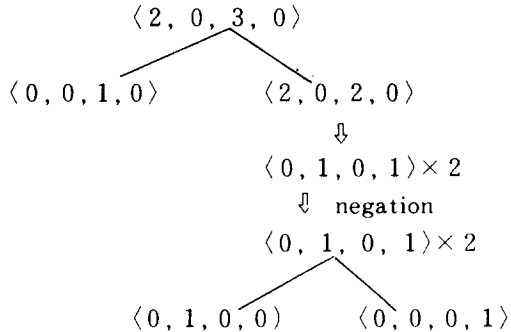 ⟨2, 0, 3, 0⟩
⟨0, 0, 1, 0⟩ ⟨2, 0, 2, 0⟩
⇩
⟨0, 1, 0, 1⟩× 2
⇩ negation
⟨0, 1, 0, 1⟩× 2
⟨0, 1, 0, 0⟩ ⟨0, 0, 0, 1⟩